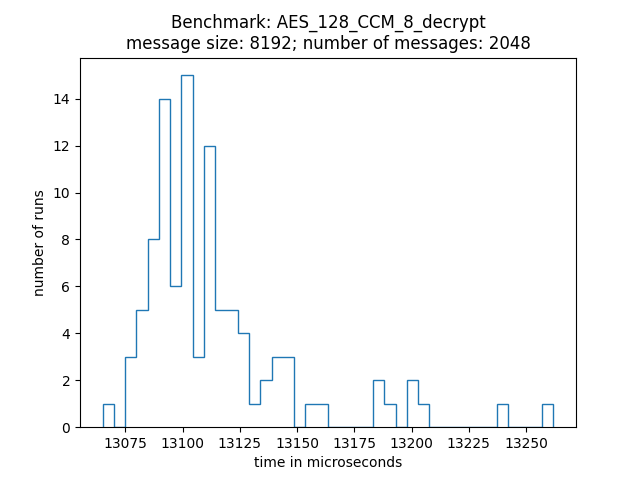 Benchmark: AES_128_CCM_8_decrypt
message size: 8192; number of messages: 2048
14
12
10
8
6
4
2
0
number of runs
13075 13100 13125 13150 13175 13200 13225 13250
time in microseconds